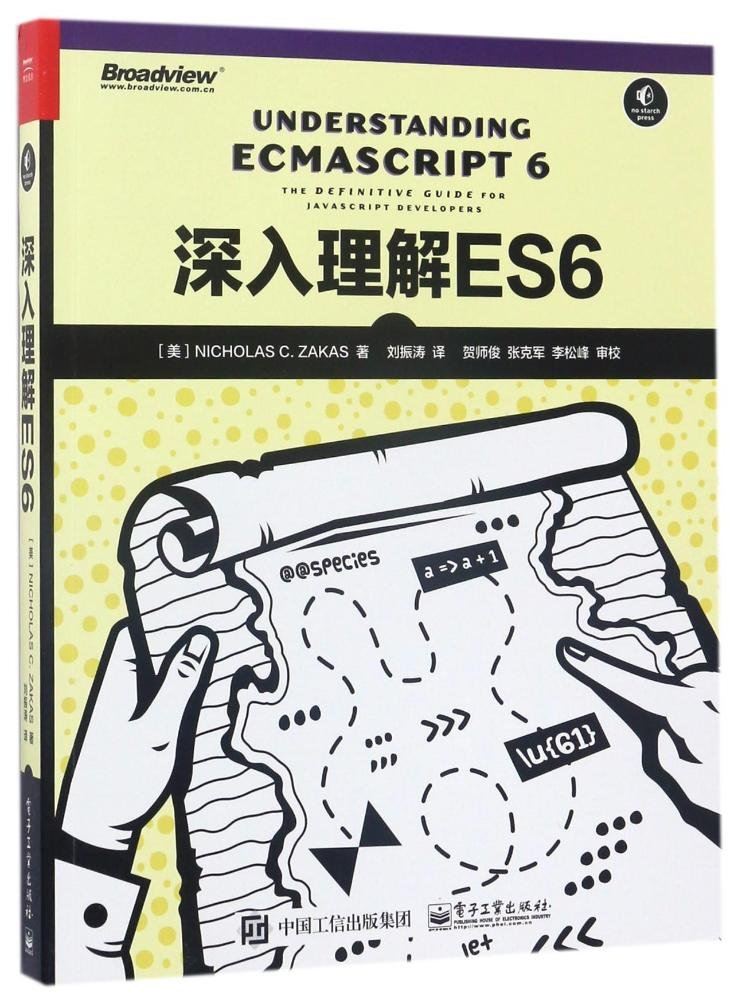 Broadview®
www.broadview.com.cn
no starch
press
UNDERSTANDING
ECMASCRIPT 6
THE DEFINITIVE GUIDE FOR
JAVASCRIPT DEVELOPERS
深入理解ES6
[美] NICHOLAS C. ZAKAS 著 刘振涛 译 贺师俊 张克军 李松峰 审校
@@species
a => a + 1
\u{61}
let
中国工信出版集团
电子工业出版社
PUBLISHING HOUSE OF ELECTRONICS INDUSTRY
http://www.phei.com.cn
深入理解ES6
[美] NICHOLAS C. ZAKAS 著
刘振涛 译
电子工业出版社